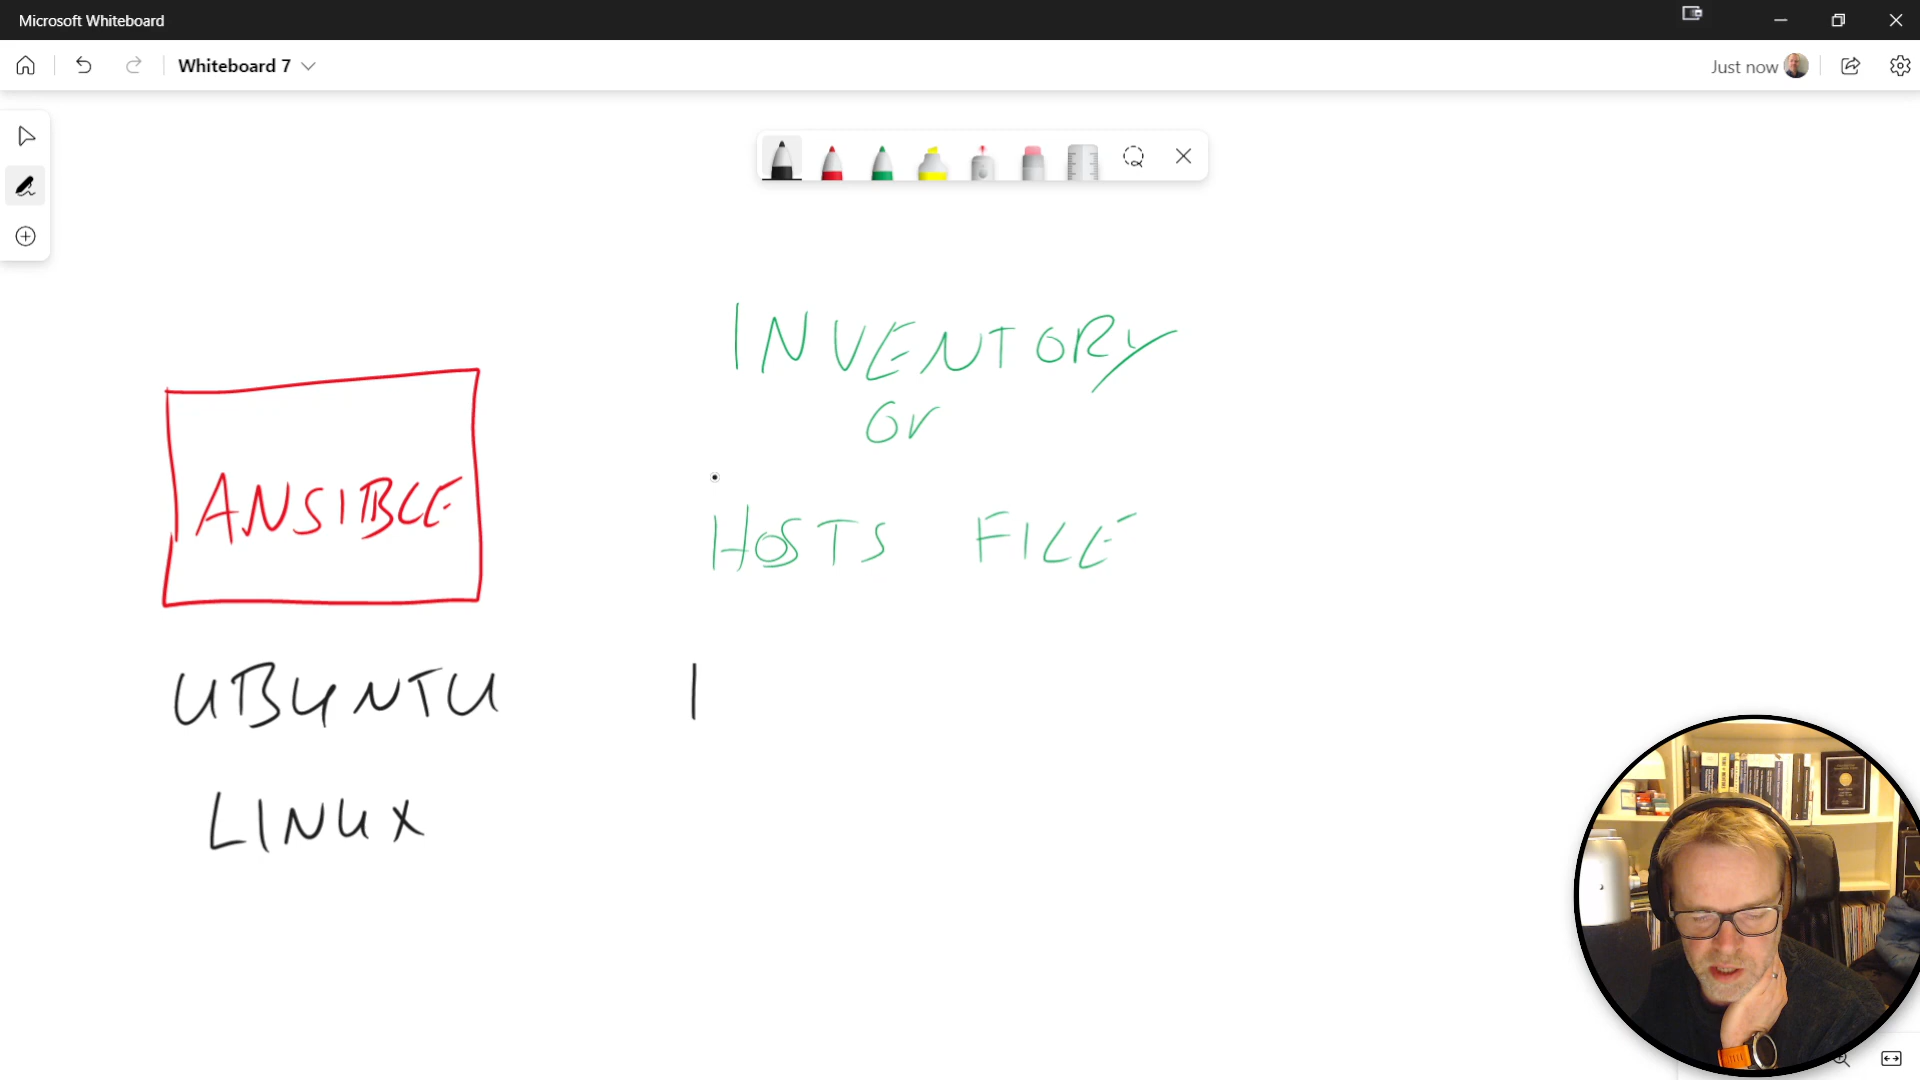 Microsoft Whiteboard
Whiteboard 7
Just now
INVENTORY
or
ANSIBLE
HOSTS FILE
UBUNTU I
LINUX